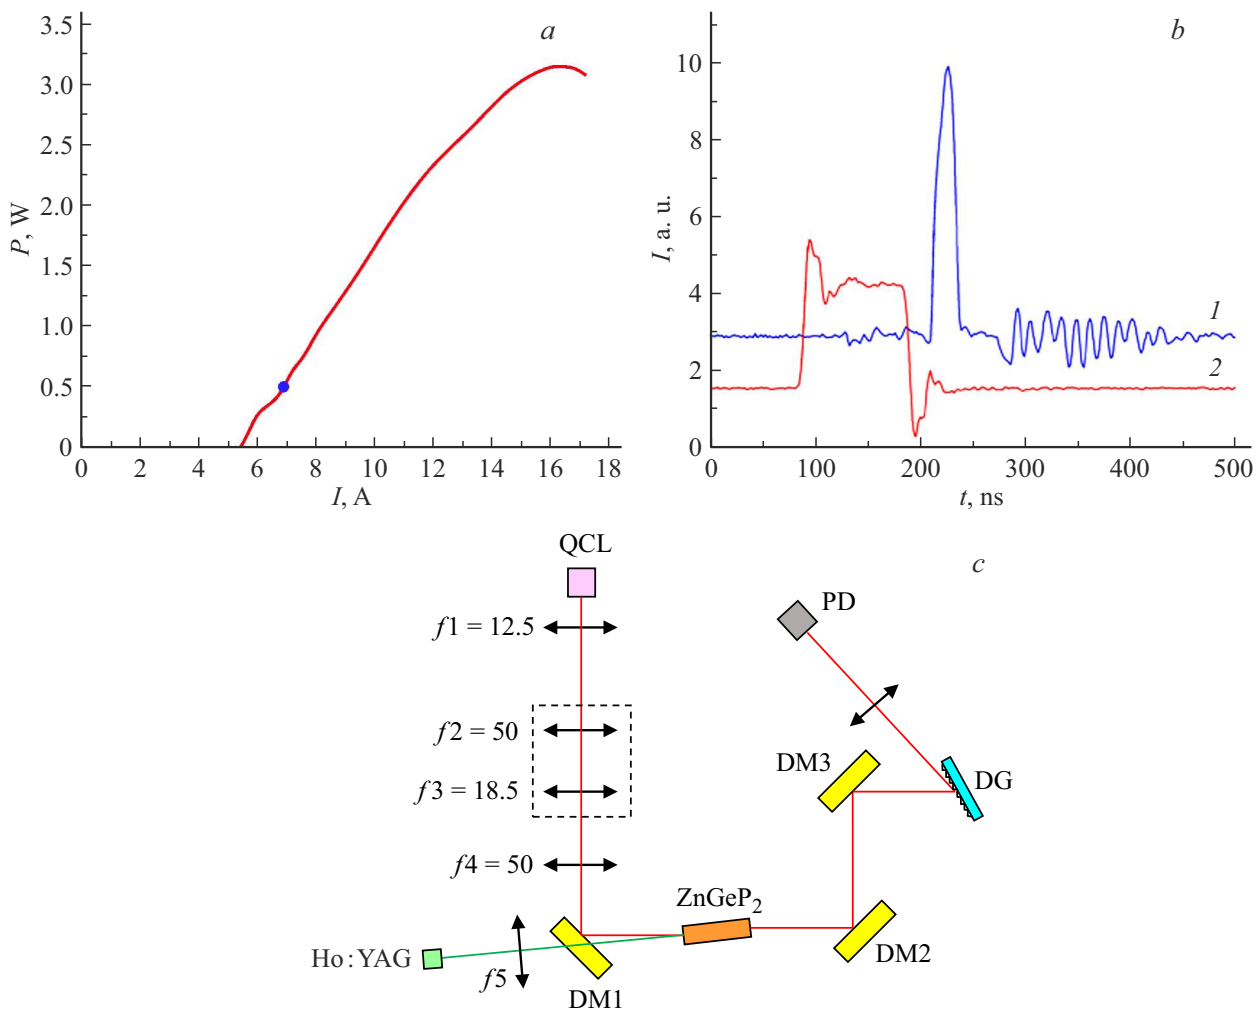 a
3.5
3.0
2.5
2.0
1.5
1.0
0.5
0
P, W
0 2 4 6 8 10 12 14 16 18
I, A
b
10
8
6
4
2
0
I, a. u.
1
2
0 100 200 300 400 500
t, ns
c
QCL
f1 = 12.5
f2 = 50
f3 = 18.5
f4 = 50
Ho:YAG
f5
DM1
ZnGeP₂
DM2
DM3
DG
PD